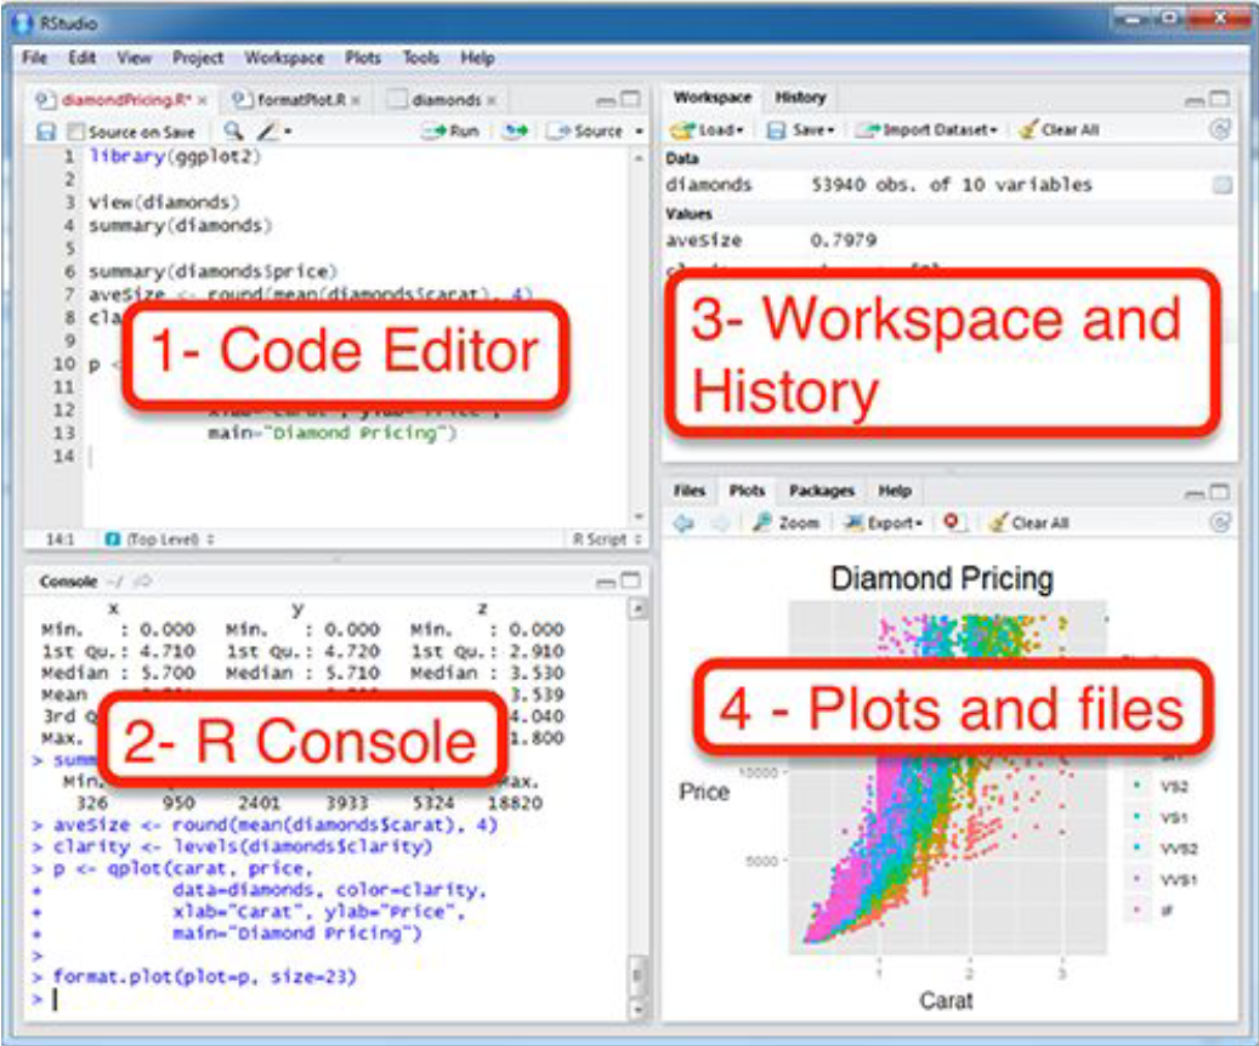 RStudio
File Edit View Project Workspace Plots Tools Help
diamondPricing.R* × formatPlot.R × diamonds ×
Source on Save Run Source
1 library(ggplot2)
2
3 view(diamonds)
4 summary(diamonds)
5
6 summary(diamonds$price)
7 aveSize <- round(mean(diamonds$carat), 4)
8 cla
9
10 p <
11
12 xlab="Carat", ylab="Price",
13 main="Diamond Pricing")
14
1- Code Editor
14:1 (Top Level) R Script
Console ~/
x y z
Min. : 0.000 Min. : 0.000 Min. : 0.000
1st Qu.: 4.710 1st Qu.: 4.720 1st Qu.: 2.910
Median : 5.700 Median : 5.710 Median : 3.530
Mean 3.539
3rd Q 4.040
Max. 1.800
> summ
Min. Max.
326 950 2401 3933 5324 18820
> aveSize <- round(mean(diamonds$carat), 4)
> clarity <- levels(diamonds$clarity)
> p <- qplot(carat, price,
+ data=diamonds, color=clarity,
+ xlab="Carat", ylab="Price",
+ main="Diamond Pricing")
>
> format.plot(plot=p, size=23)
>
2- R Console
Workspace History
Load Save Import Dataset Clear All
Data
diamonds 53940 obs. of 10 variables
Values
aveSize 0.7979
3- Workspace and
History
Files Plots Packages Help
Zoom Export Clear All
Diamond Pricing
4 - Plots and files
Price
10000
5000
VS2
VS1
VVS2
VVS1
IF
1 2 3
Carat